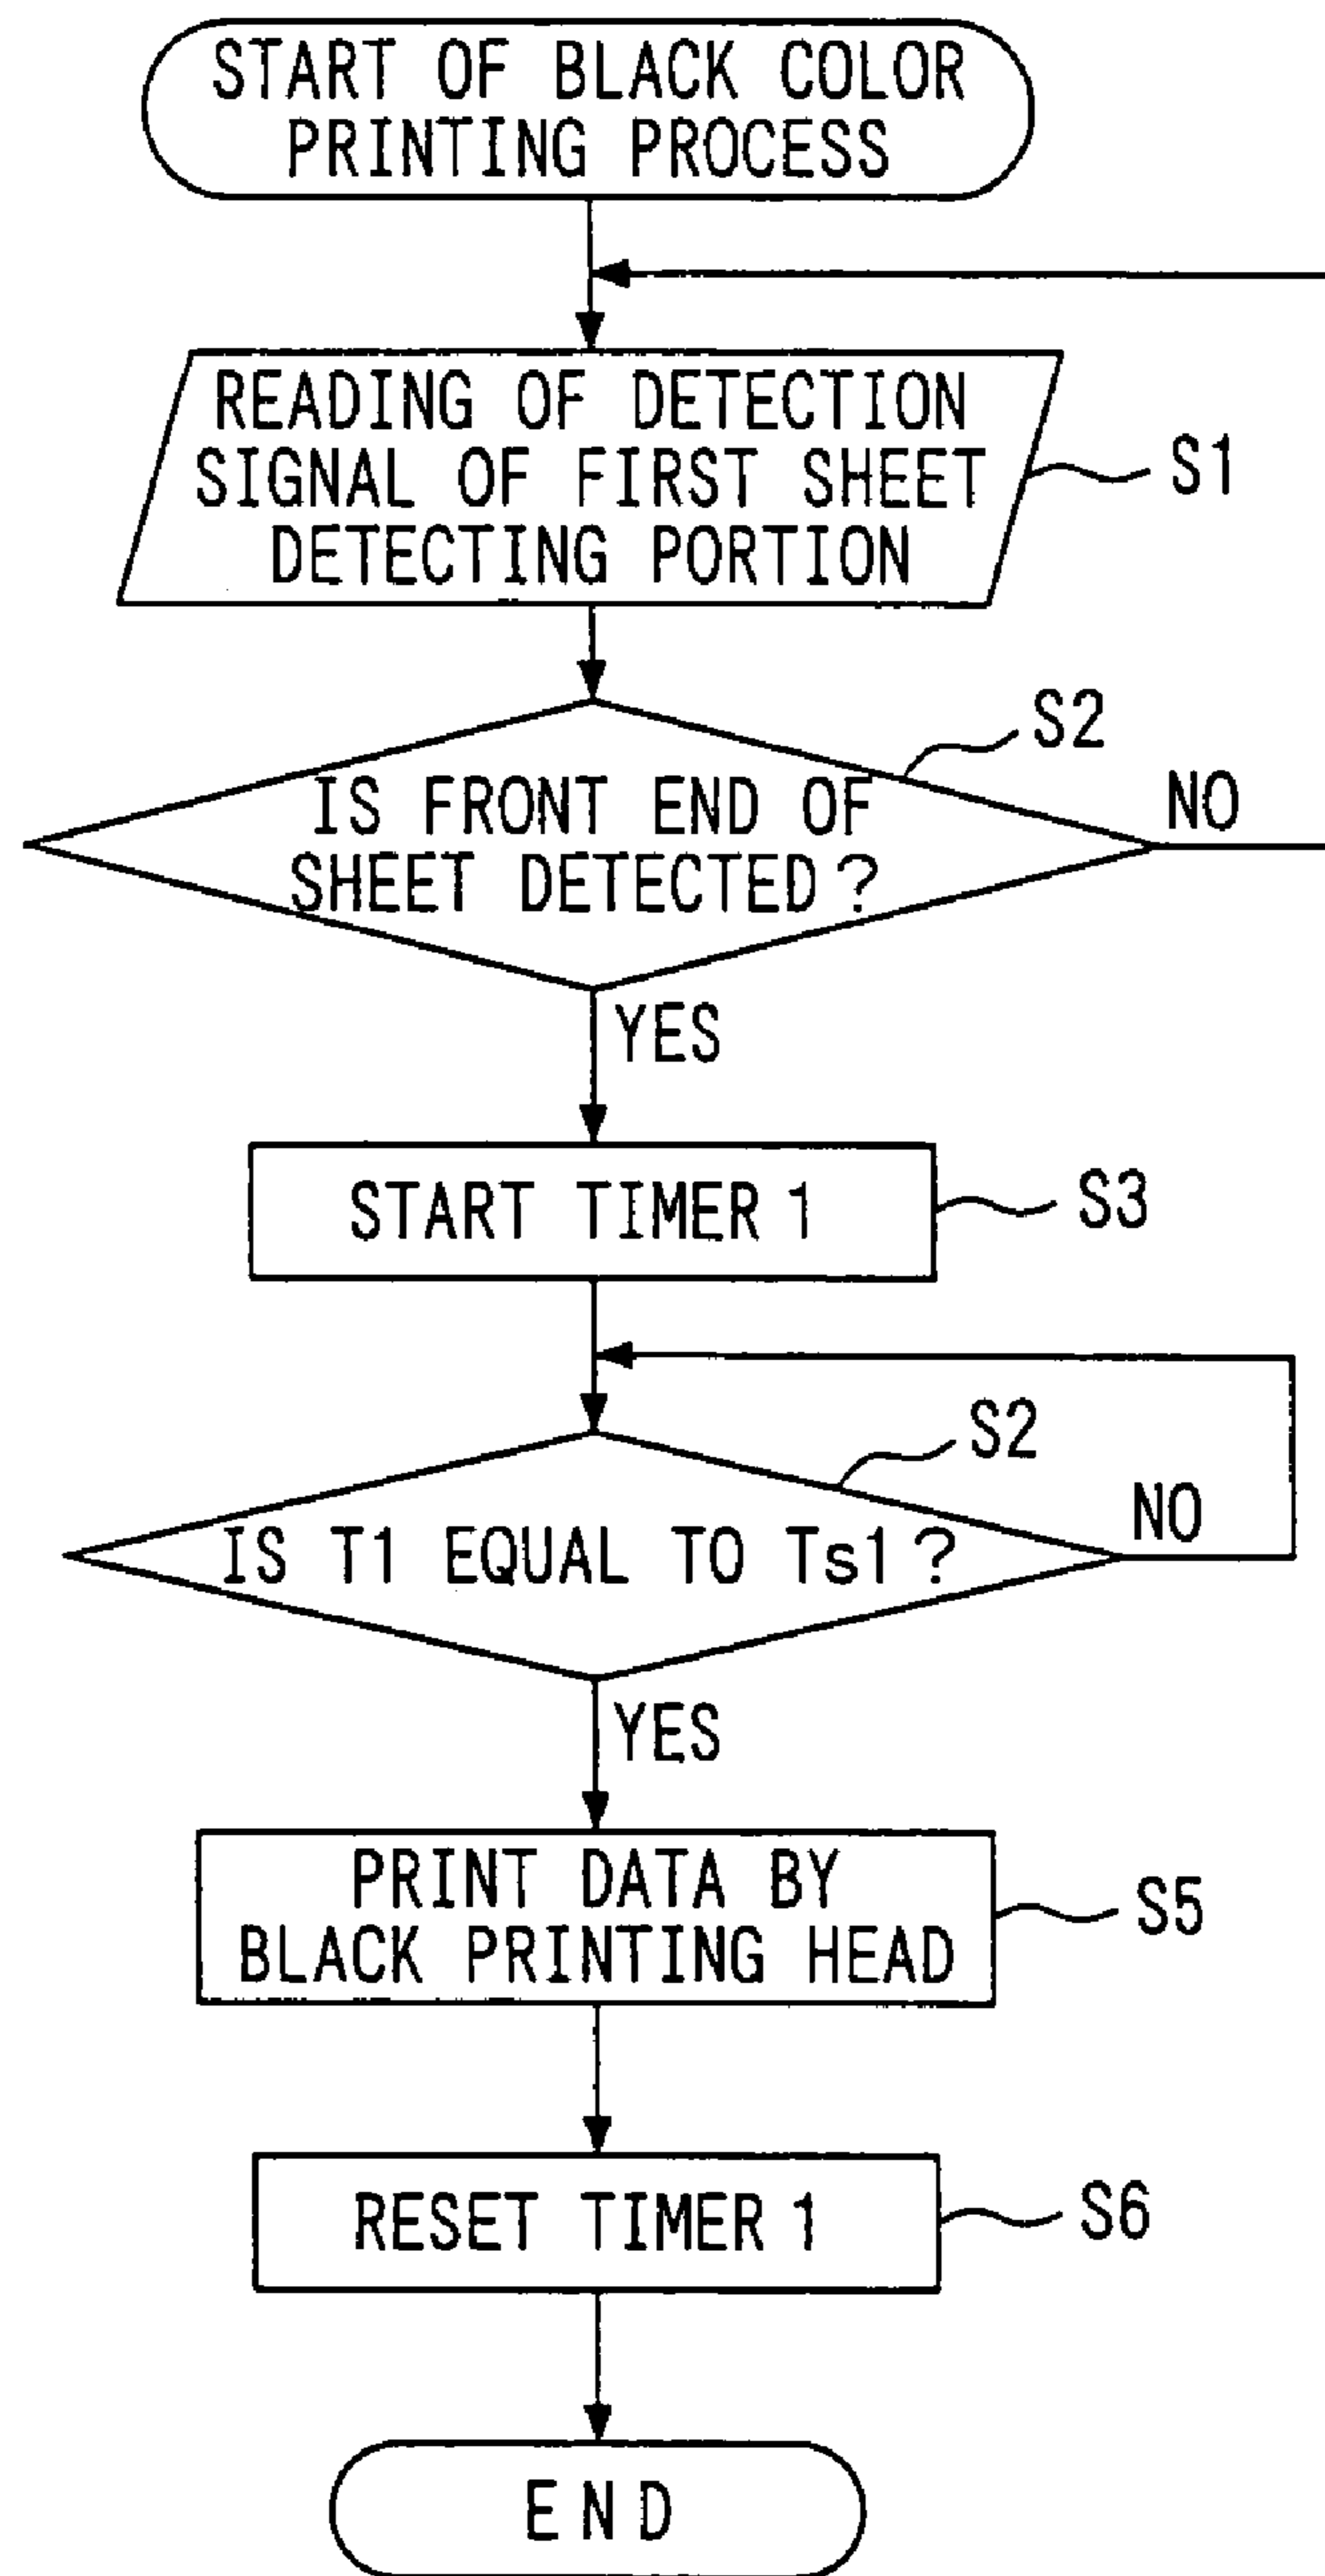 START OF BLACK COLOR
PRINTING PROCESS
READING OF DETECTION
SIGNAL OF FIRST SHEET
DETECTING PORTION
S1
S2
IS FRONT END OF
SHEET DETECTED?
NO
YES
START TIMER 1
S3
S2
IS T1 EQUAL TO Ts1?
NO
YES
PRINT DATA BY
BLACK PRINTING HEAD
S5
RESET TIMER 1
S6
END